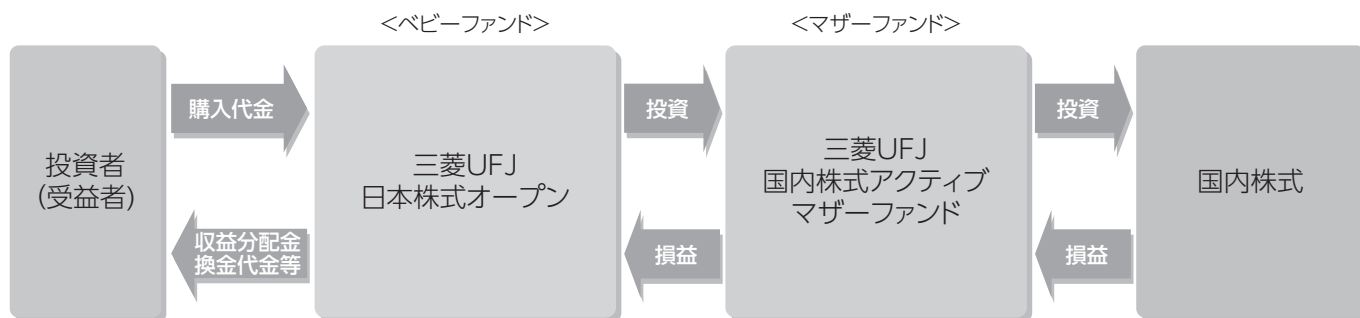 <ベビーファンド>
<マザーファンド>
購入代金
投資
投資
投資者
(受益者)
三菱UFJ
日本株式オープン
三菱UFJ
国内株式アクティブ
マザーファンド
国内株式
収益分配金
換金代金等
損益
損益